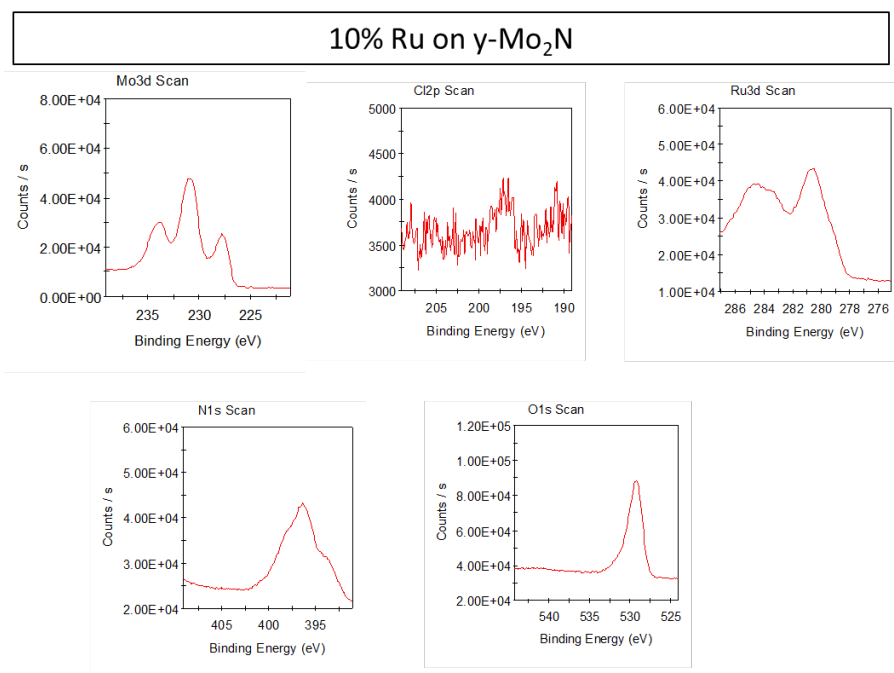 10% Ru on y-Mo₂N
Mo3d Scan
8.00E+04
6.00E+04
4.00E+04
2.00E+04
0.00E+00
Counts / s
235 230 225
Binding Energy (eV)
Cl2p Scan
5000
4500
4000
3500
3000
Counts / s
205 200 195 190
Binding Energy (eV)
Ru3d Scan
6.00E+04
5.00E+04
4.00E+04
3.00E+04
2.00E+04
1.00E+04
Counts / s
286 284 282 280 278 276
Binding Energy (eV)
N1s Scan
6.00E+04
5.00E+04
4.00E+04
3.00E+04
2.00E+04
Counts / s
405 400 395
Binding Energy (eV)
O1s Scan
1.20E+05
1.00E+05
8.00E+04
6.00E+04
4.00E+04
2.00E+04
Counts / s
540 535 530 524
Binding Energy (eV)